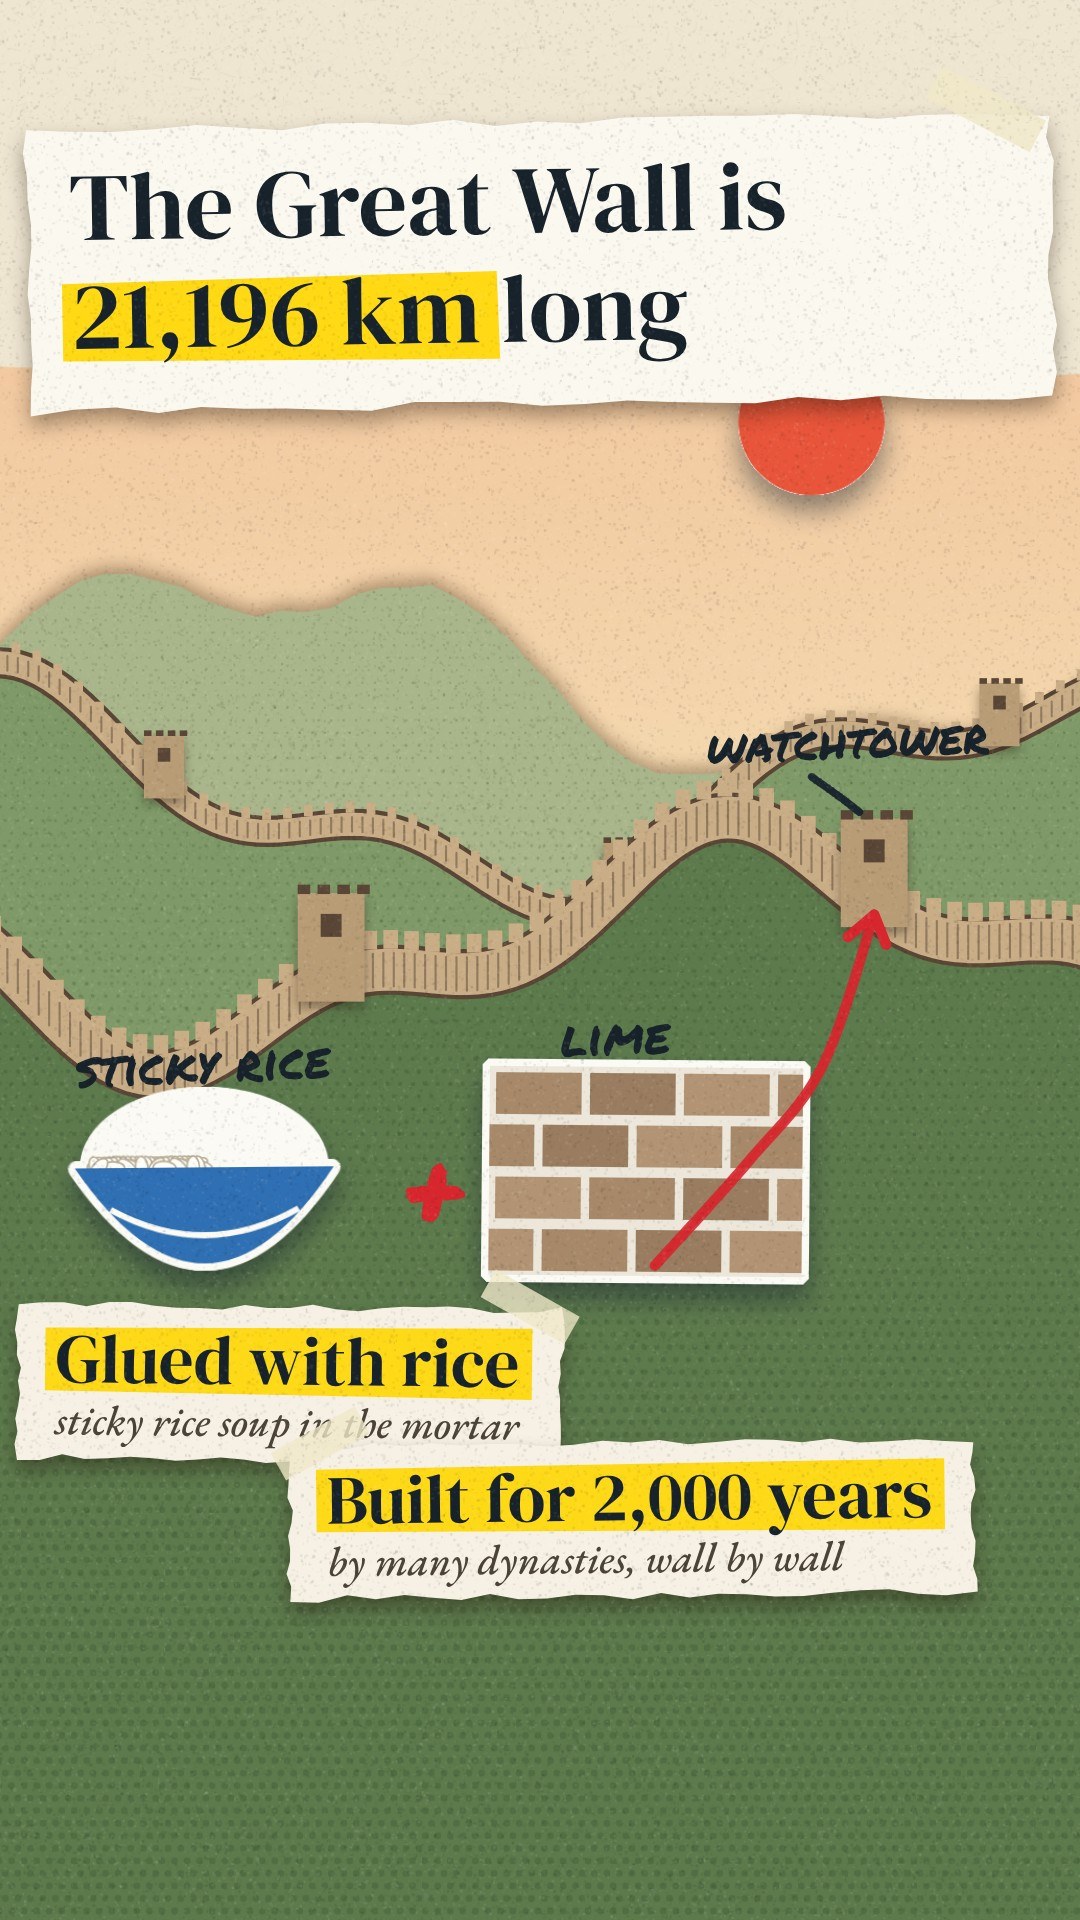 The Great Wall is
21,196 km long
WATCHTOWER
STICKY RICE
LIME
Glued with rice
sticky rice soup in the mortar
Built for 2,000 years
by many dynasties, wall by wall